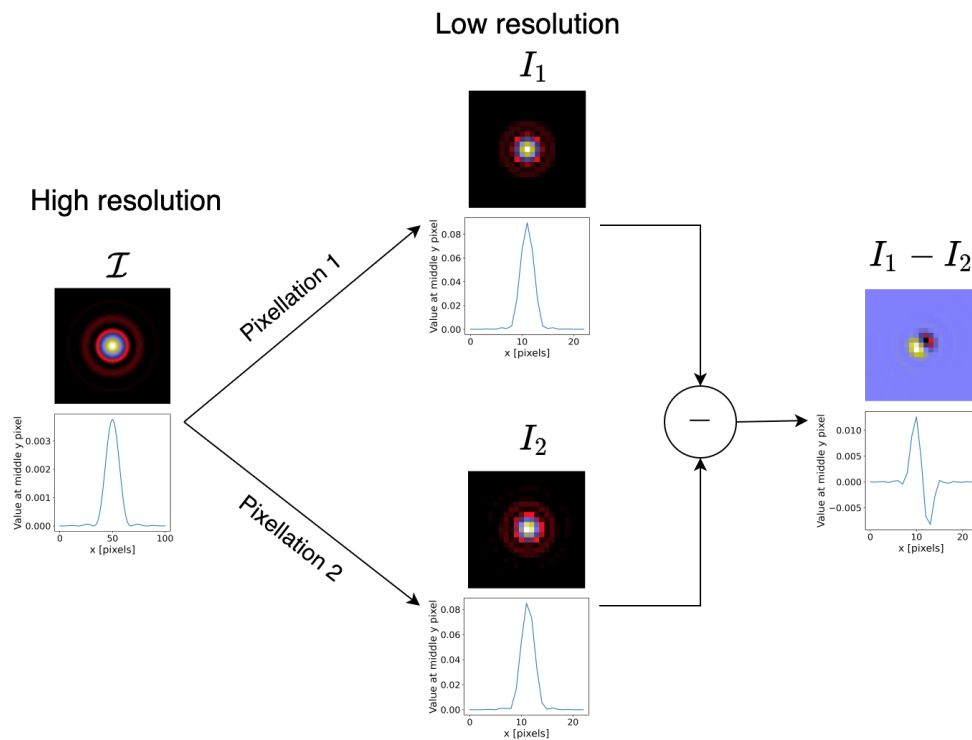 Low resolution
I₁
High resolution
ℐ
Pixellation 1
Value at middle y pixel
0.08
0.06
0.04
0.02
0.00
0
10
20
x [pixels]
I₁ − I₂
Value at middle y pixel
0.003
0.002
0.001
0.000
0
50
100
x [pixels]
−
Value at middle y pixel
0.010
0.005
0.000
−0.005
0
10
20
x [pixels]
Pixellation 2
I₂
Value at middle y pixel
0.08
0.06
0.04
0.02
0.00
0
10
20
x [pixels]